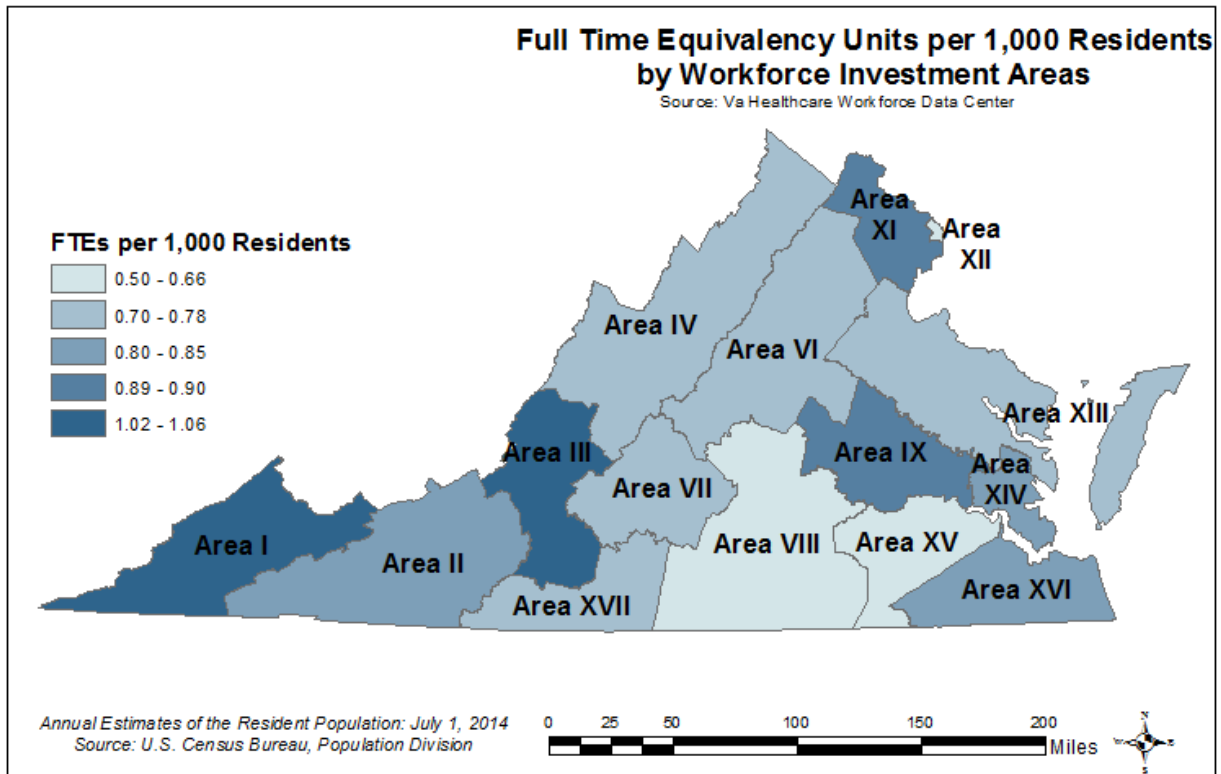 Full Time Equivalency Units per 1,000 Residents
by Workforce Investment Areas
Source: Va Healthcare Workforce Data Center
FTEs per 1,000 Residents
0.50 - 0.66
0.70 - 0.78
0.80 - 0.85
0.89 - 0.90
1.02 - 1.06
Area
XI
Area
XII
Area IV
Area VI
Area XIII
Area III
Area IX
Area
XIV
Area VII
Area I
Area II
Area VIII
Area XV
Area XVI
Area XVII
Annual Estimates of the Resident Population: July 1, 2014
Source: U.S. Census Bureau, Population Division
0 25 50 100 150 200
Miles
N
W E
S